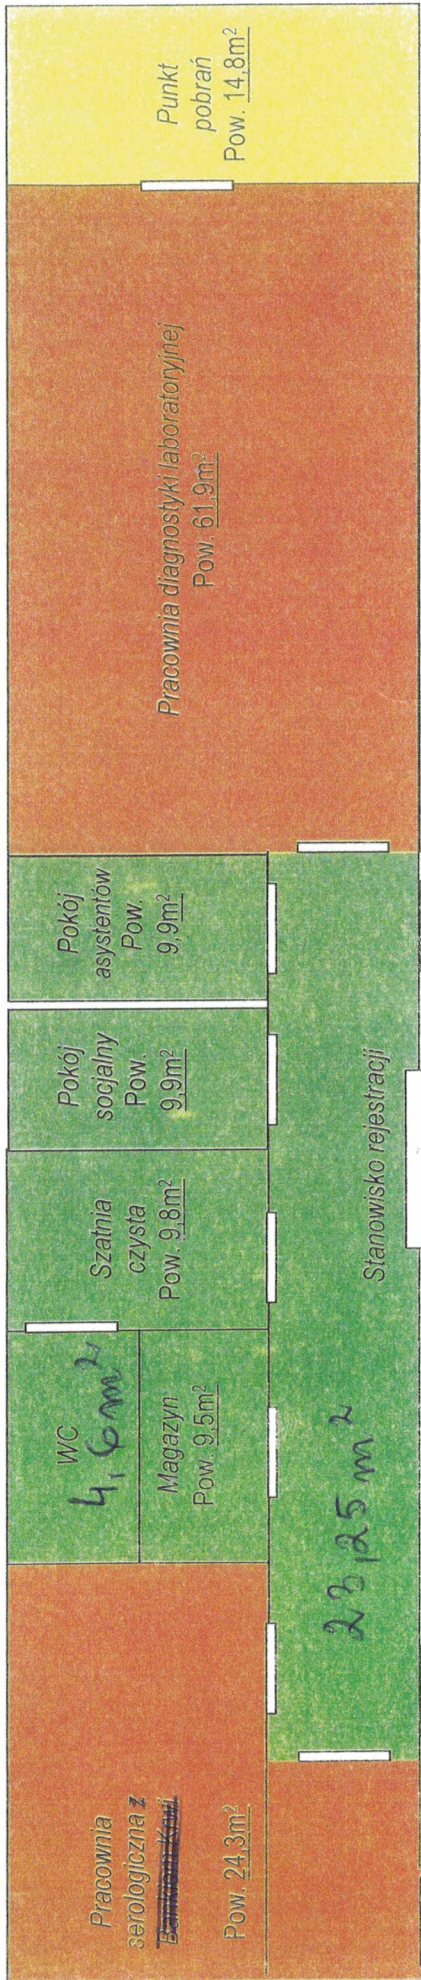 Pracownia
serologiczna z
Bankiem Krwi
Pow. 24,3m²
WC
4,6m²
Magazyn
Pow. 9,5m²
Szatnia
czysta
Pow. 9,8m²
Pokój
socjalny
Pow.
9,9m²
Pokój
asystentów
Pow.
9,9m²
23,25 m²
Stanowisko rejestracji
Pracownia diagnostyki laboratoryjnej
Pow. 61,9m²
Punkt
pobrań
Pow. 14,8m²